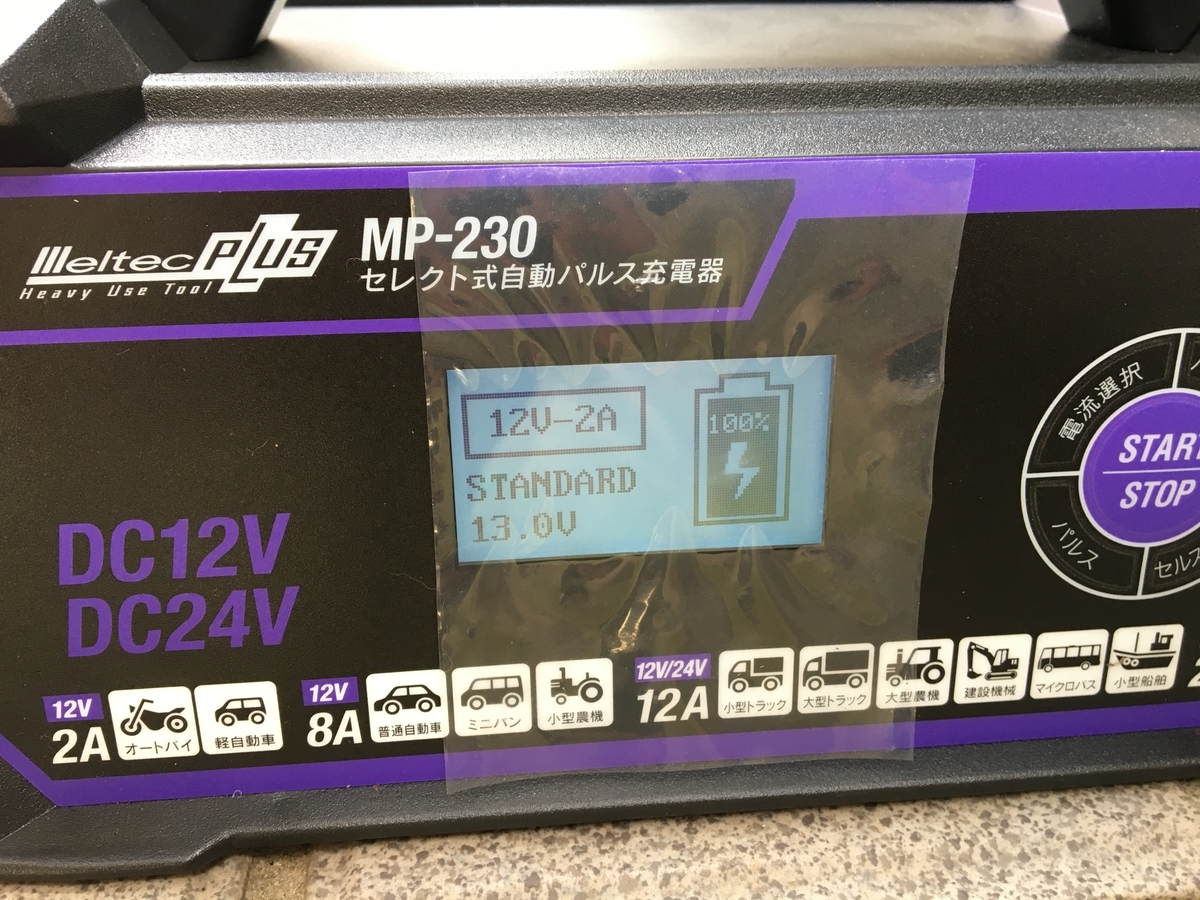 Meltec PLUS
Heavy Use Tool
MP-230
セレクト式自動パルス充電器
12V-2A
STANDARD
13.0V
100%
電流選択
START
STOP
パルス
DC12V
DC24V
12V
2A
オートバイ
軽自動車
12V
8A
普通自動車
ミニバン
小型農機
12V/24V
12A
小型トラック
大型トラック
大型農機
建設機械
マイクロバス
小型船舶